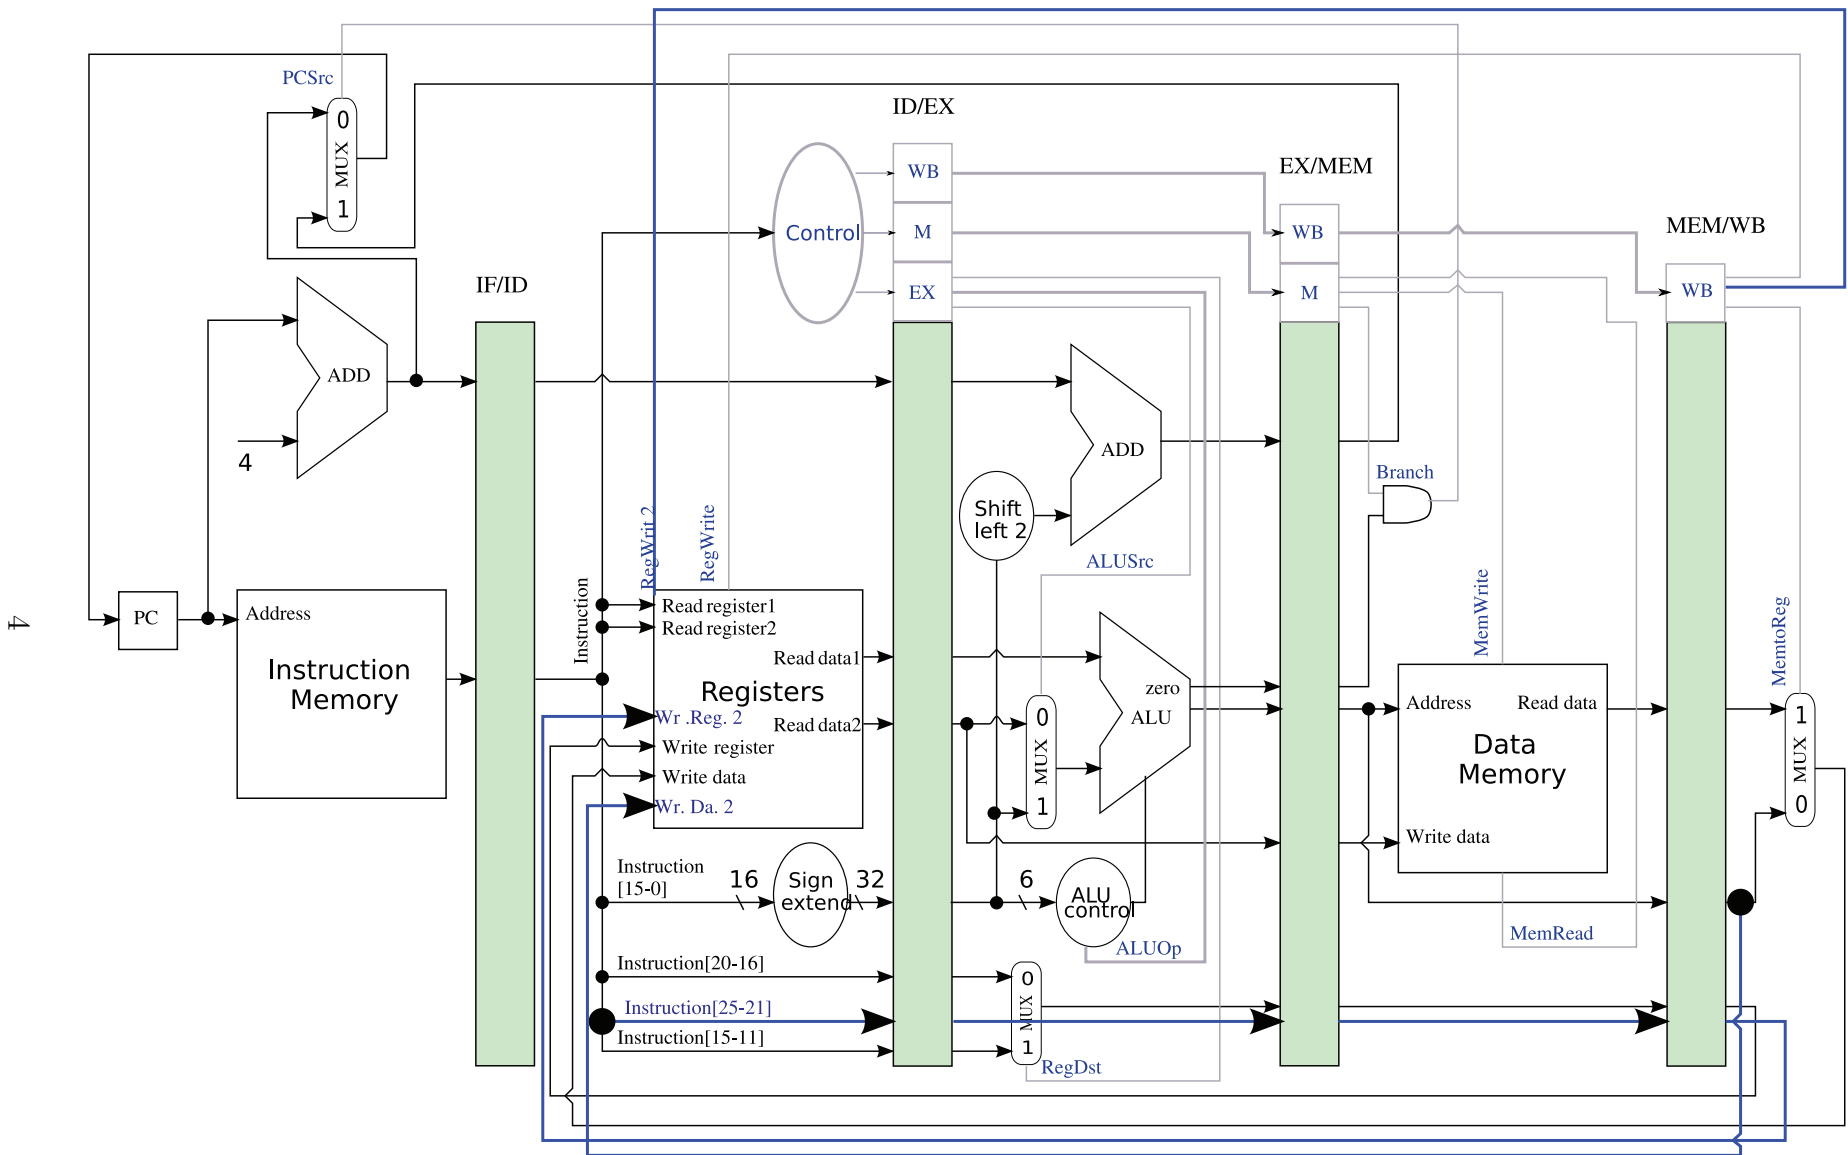 PCSrc
0
MUX
1
ID/EX
WB
M
EX
Control
EX/MEM
WB
M
MEM/WB
WB
IF/ID
ADD
4
ADD
Branch
Shift
left 2
RegWrit 2
RegWrite
ALUSrc
MemWrite
MemtoReg
PC
Address
Instruction
Memory
Instruction
Read register1
Read register2
Read data1
Registers
Wr .Reg. 2
Read data2
Write register
Write data
Wr. Da. 2
0
MUX
1
zero
ALU
Address
Read data
Data
Memory
Write data
1
MUX
0
Instruction
[15-0]
16
Sign
extend
32
6
ALU
control
ALUOp
MemRead
Instruction[20-16]
0
MUX
1
Instruction[25-21]
Instruction[15-11]
RegDst
4